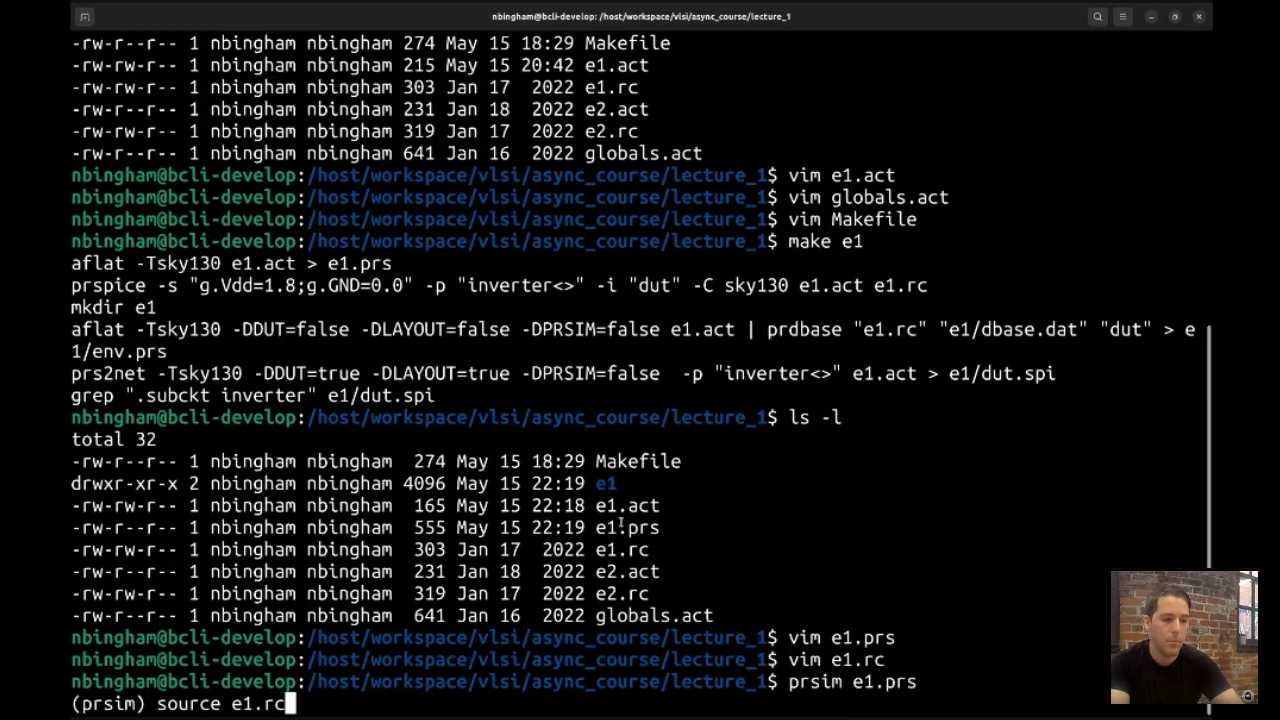 nbingham@bcli-develop: /host/workspace/vlsi/async_course/lecture_1
-rw-r--r-- 1 nbingham nbingham 274 May 15 18:29 Makefile
-rw-rw-r-- 1 nbingham nbingham 215 May 15 20:42 e1.act
-rw-rw-r-- 1 nbingham nbingham 303 Jan 17  2022 e1.rc
-rw-rw-r-- 1 nbingham nbingham 231 Jan 18  2022 e2.act
-rw-rw-r-- 1 nbingham nbingham 319 Jan 17  2022 e2.rc
-rw-rw-r-- 1 nbingham nbingham 641 Jan 16  2022 globals.act
nbingham@bcli-develop:/host/workspace/vlsi/async_course/lecture_1$ vim e1.act
nbingham@bcli-develop:/host/workspace/vlsi/async_course/lecture_1$ vim globals.act
nbingham@bcli-develop:/host/workspace/vlsi/async_course/lecture_1$ vim Makefile
nbingham@bcli-develop:/host/workspace/vlsi/async_course/lecture_1$ make e1
aflat -Tsky130 e1.act > e1.prs
prspice -s "g.Vdd=1.8;g.GND=0.0" -p "inverter<>" -i "dut" -C sky130 e1.act e1.rc
mkdir e1
aflat -Tsky130 -DDUT=false -DLAYOUT=false -DPRSIM=false e1.act | prdbase "e1.rc" "e1/dbase.dat" "dut" > e
1/env.prs
prs2net -Tsky130 -DDUT=true -DLAYOUT=true -DPRSIM=false  -p "inverter<>" e1.act > e1/dut.spi
grep ".subckt inverter" e1/dut.spi
nbingham@bcli-develop:/host/workspace/vlsi/async_course/lecture_1$ ls -l
total 32
-rw-r--r-- 1 nbingham nbingham  274 May 15 18:29 Makefile
drwxr-xr-x 2 nbingham nbingham 4096 May 15 22:19 e1
-rw-rw-r-- 1 nbingham nbingham  165 May 15 22:18 e1.act
-rw-rw-r-- 1 nbingham nbingham  555 May 15 22:19 e1.prs
-rw-rw-r-- 1 nbingham nbingham  303 Jan 17  2022 e1.rc
-rw-rw-r-- 1 nbingham nbingham  231 Jan 18  2022 e2.act
-rw-rw-r-- 1 nbingham nbingham  319 Jan 17  2022 e2.rc
-rw-rw-r-- 1 nbingham nbingham  641 Jan 16  2022 globals.act
nbingham@bcli-develop:/host/workspace/vlsi/async_course/lecture_1$ vim e1.prs
nbingham@bcli-develop:/host/workspace/vlsi/async_course/lecture_1$ vim e1.rc
nbingham@bcli-develop:/host/workspace/vlsi/async_course/lecture_1$ prsim e1.prs
(prsim) source e1.rc